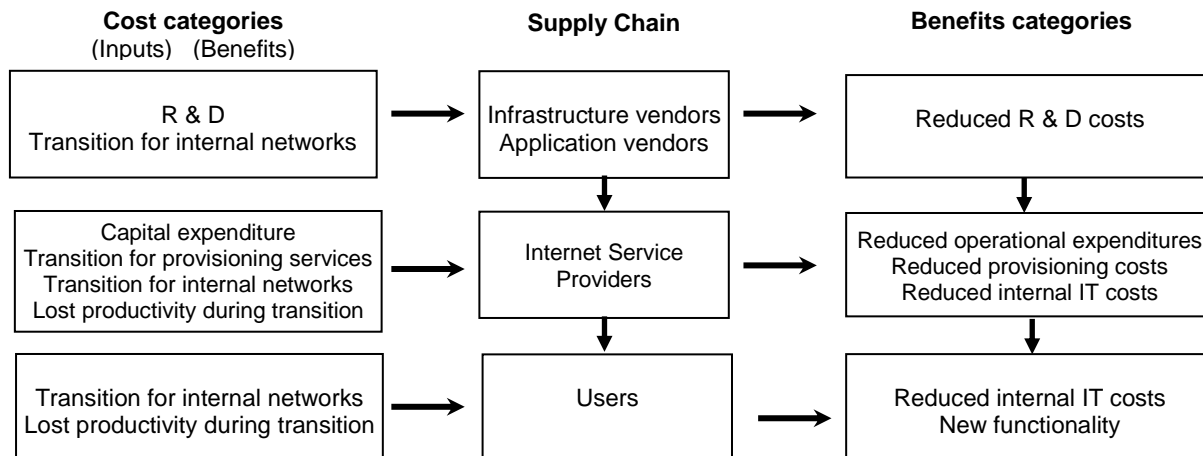 Cost categories
(Inputs) (Benefits)
Supply Chain
Benefits categories
R & D
Transition for internal networks
Infrastructure vendors
Application vendors
Reduced R & D costs
Capital expenditure
Transition for provisioning services
Transition for internal networks
Lost productivity during transition
Internet Service
Providers
Reduced operational expenditures
Reduced provisioning costs
Reduced internal IT costs
Transition for internal networks
Lost productivity during transition
Users
Reduced internal IT costs
New functionality